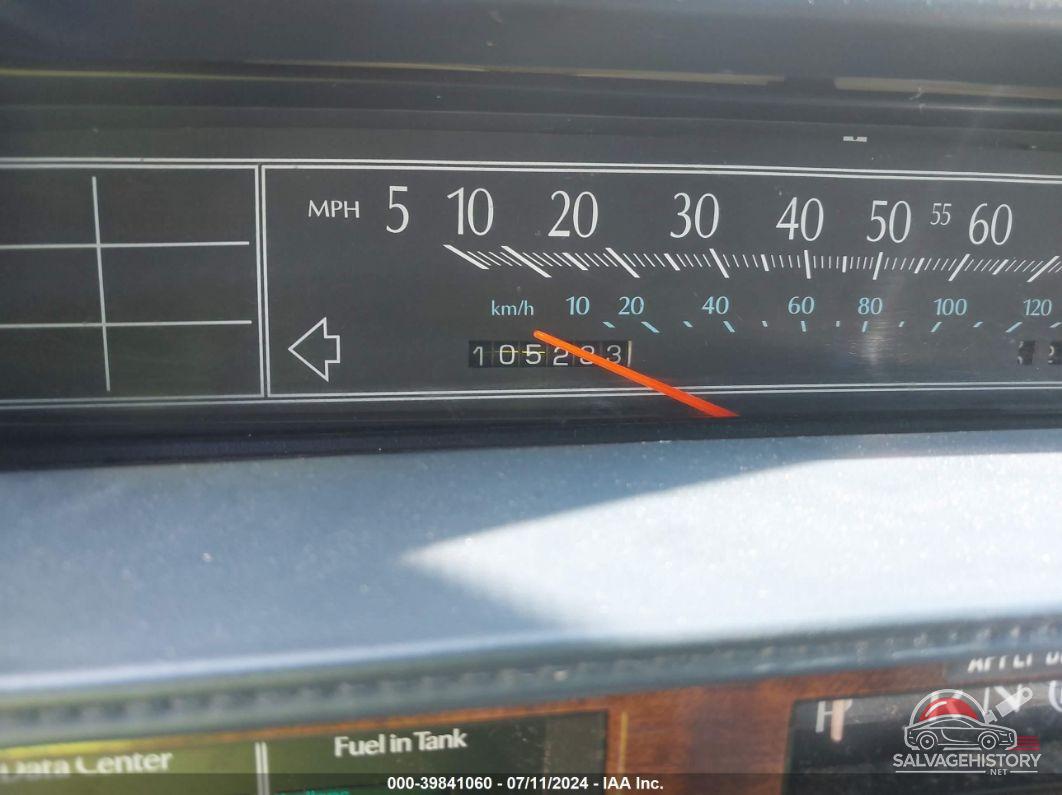 MPH 5 10 20 30 40 50 55 60
km/h 10 20 40 60 80 100 120
Data Center
Fuel in Tank
SALVAGEHISTORY
.NET
000-39841060 - 07/11/2024 - IAA Inc.